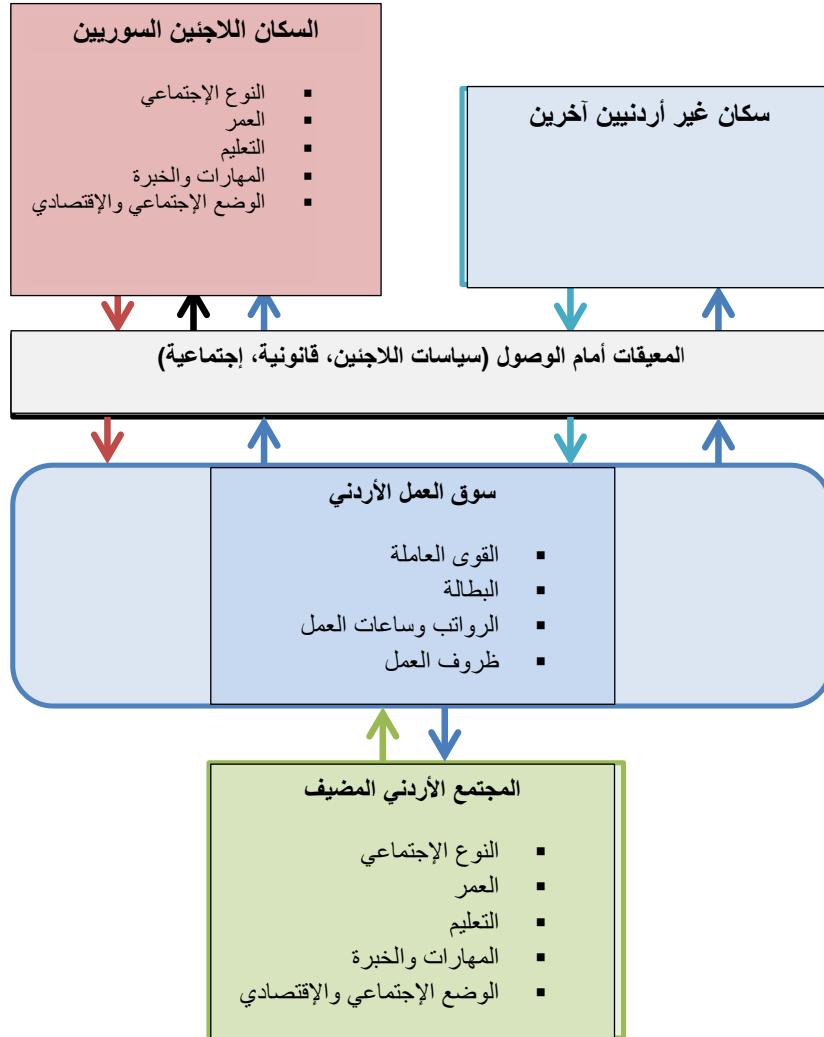 السكان اللاجئين السوريين
▪ النوع الإجتماعي
▪ العمر
▪ التعليم
▪ المهارات والخبرة
▪ الوضع الإجتماعي والإقتصادي
سكان غير أردنيين آخرين
المعيقات أمام الوصول (سياسات اللاجئين، قانونية، إجتماعية)
سوق العمل الأردني
▪ القوى العاملة
▪ البطالة
▪ الرواتب وساعات العمل
▪ ظروف العمل
المجتمع الأردني المضيف
▪ النوع الإجتماعي
▪ العمر
▪ التعليم
▪ المهارات والخبرة
▪ الوضع الإجتماعي والإقتصادي